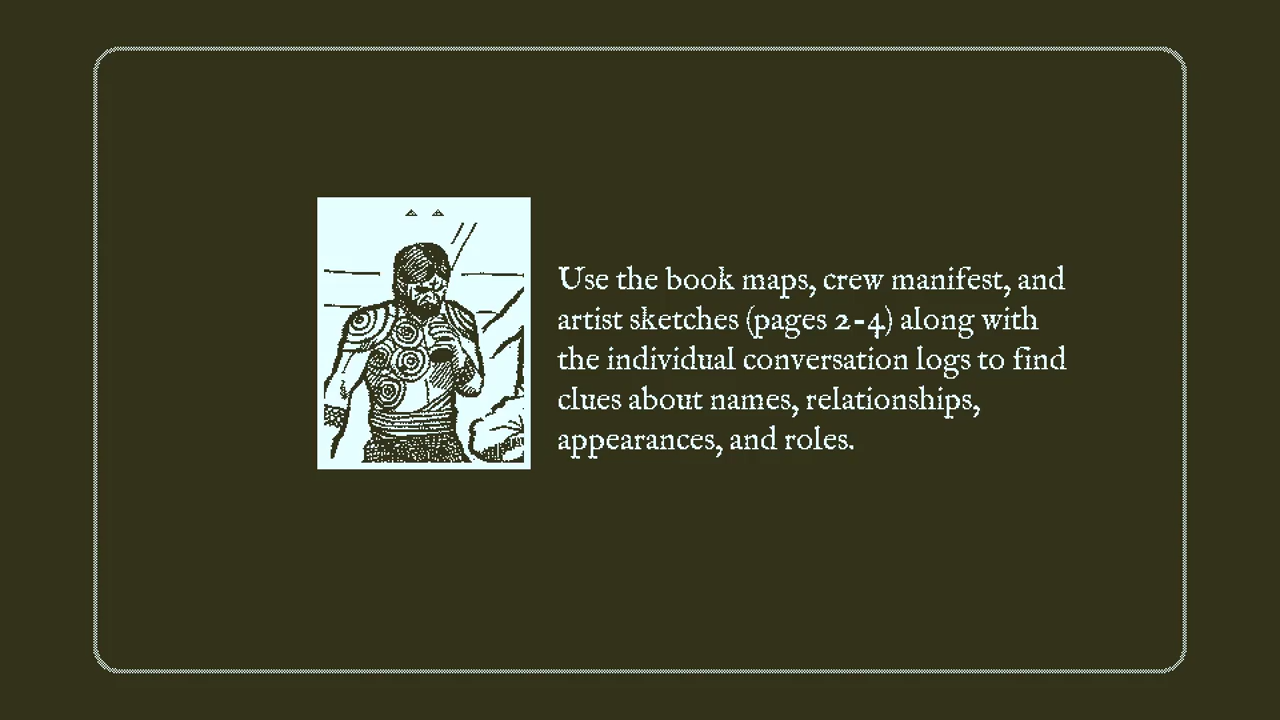 Use the book maps, crew manifest, and
artist sketches (pages 2-4) along with
the individual conversation logs to find
clues about names, relationships,
appearances, and roles.